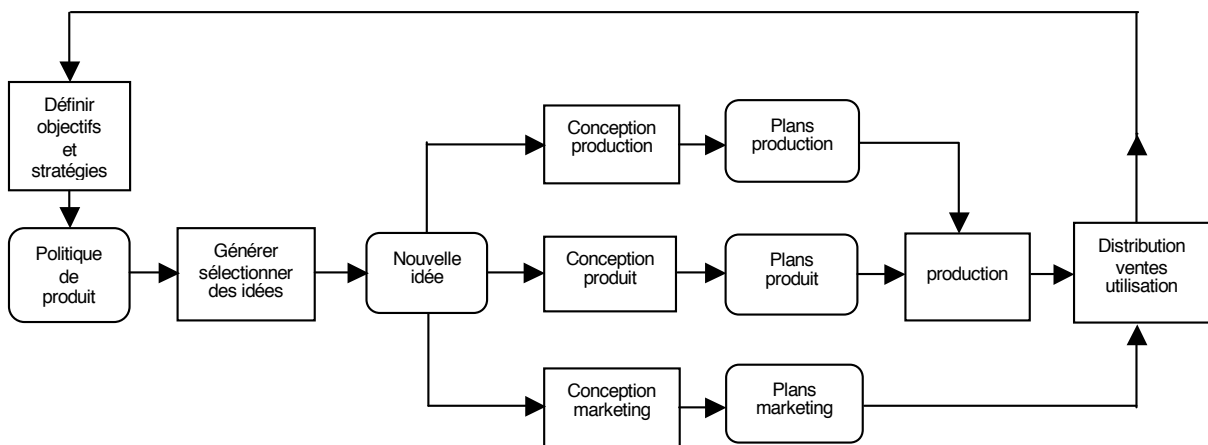 Définir
objectifs
et
stratégies
Politique
de
produit
Générer
sélectionner
des idées
Nouvelle
idée
Conception
production
Plans
production
Conception
produit
Plans
produit
production
Distribution
ventes
utilisation
Conception
marketing
Plans
marketing